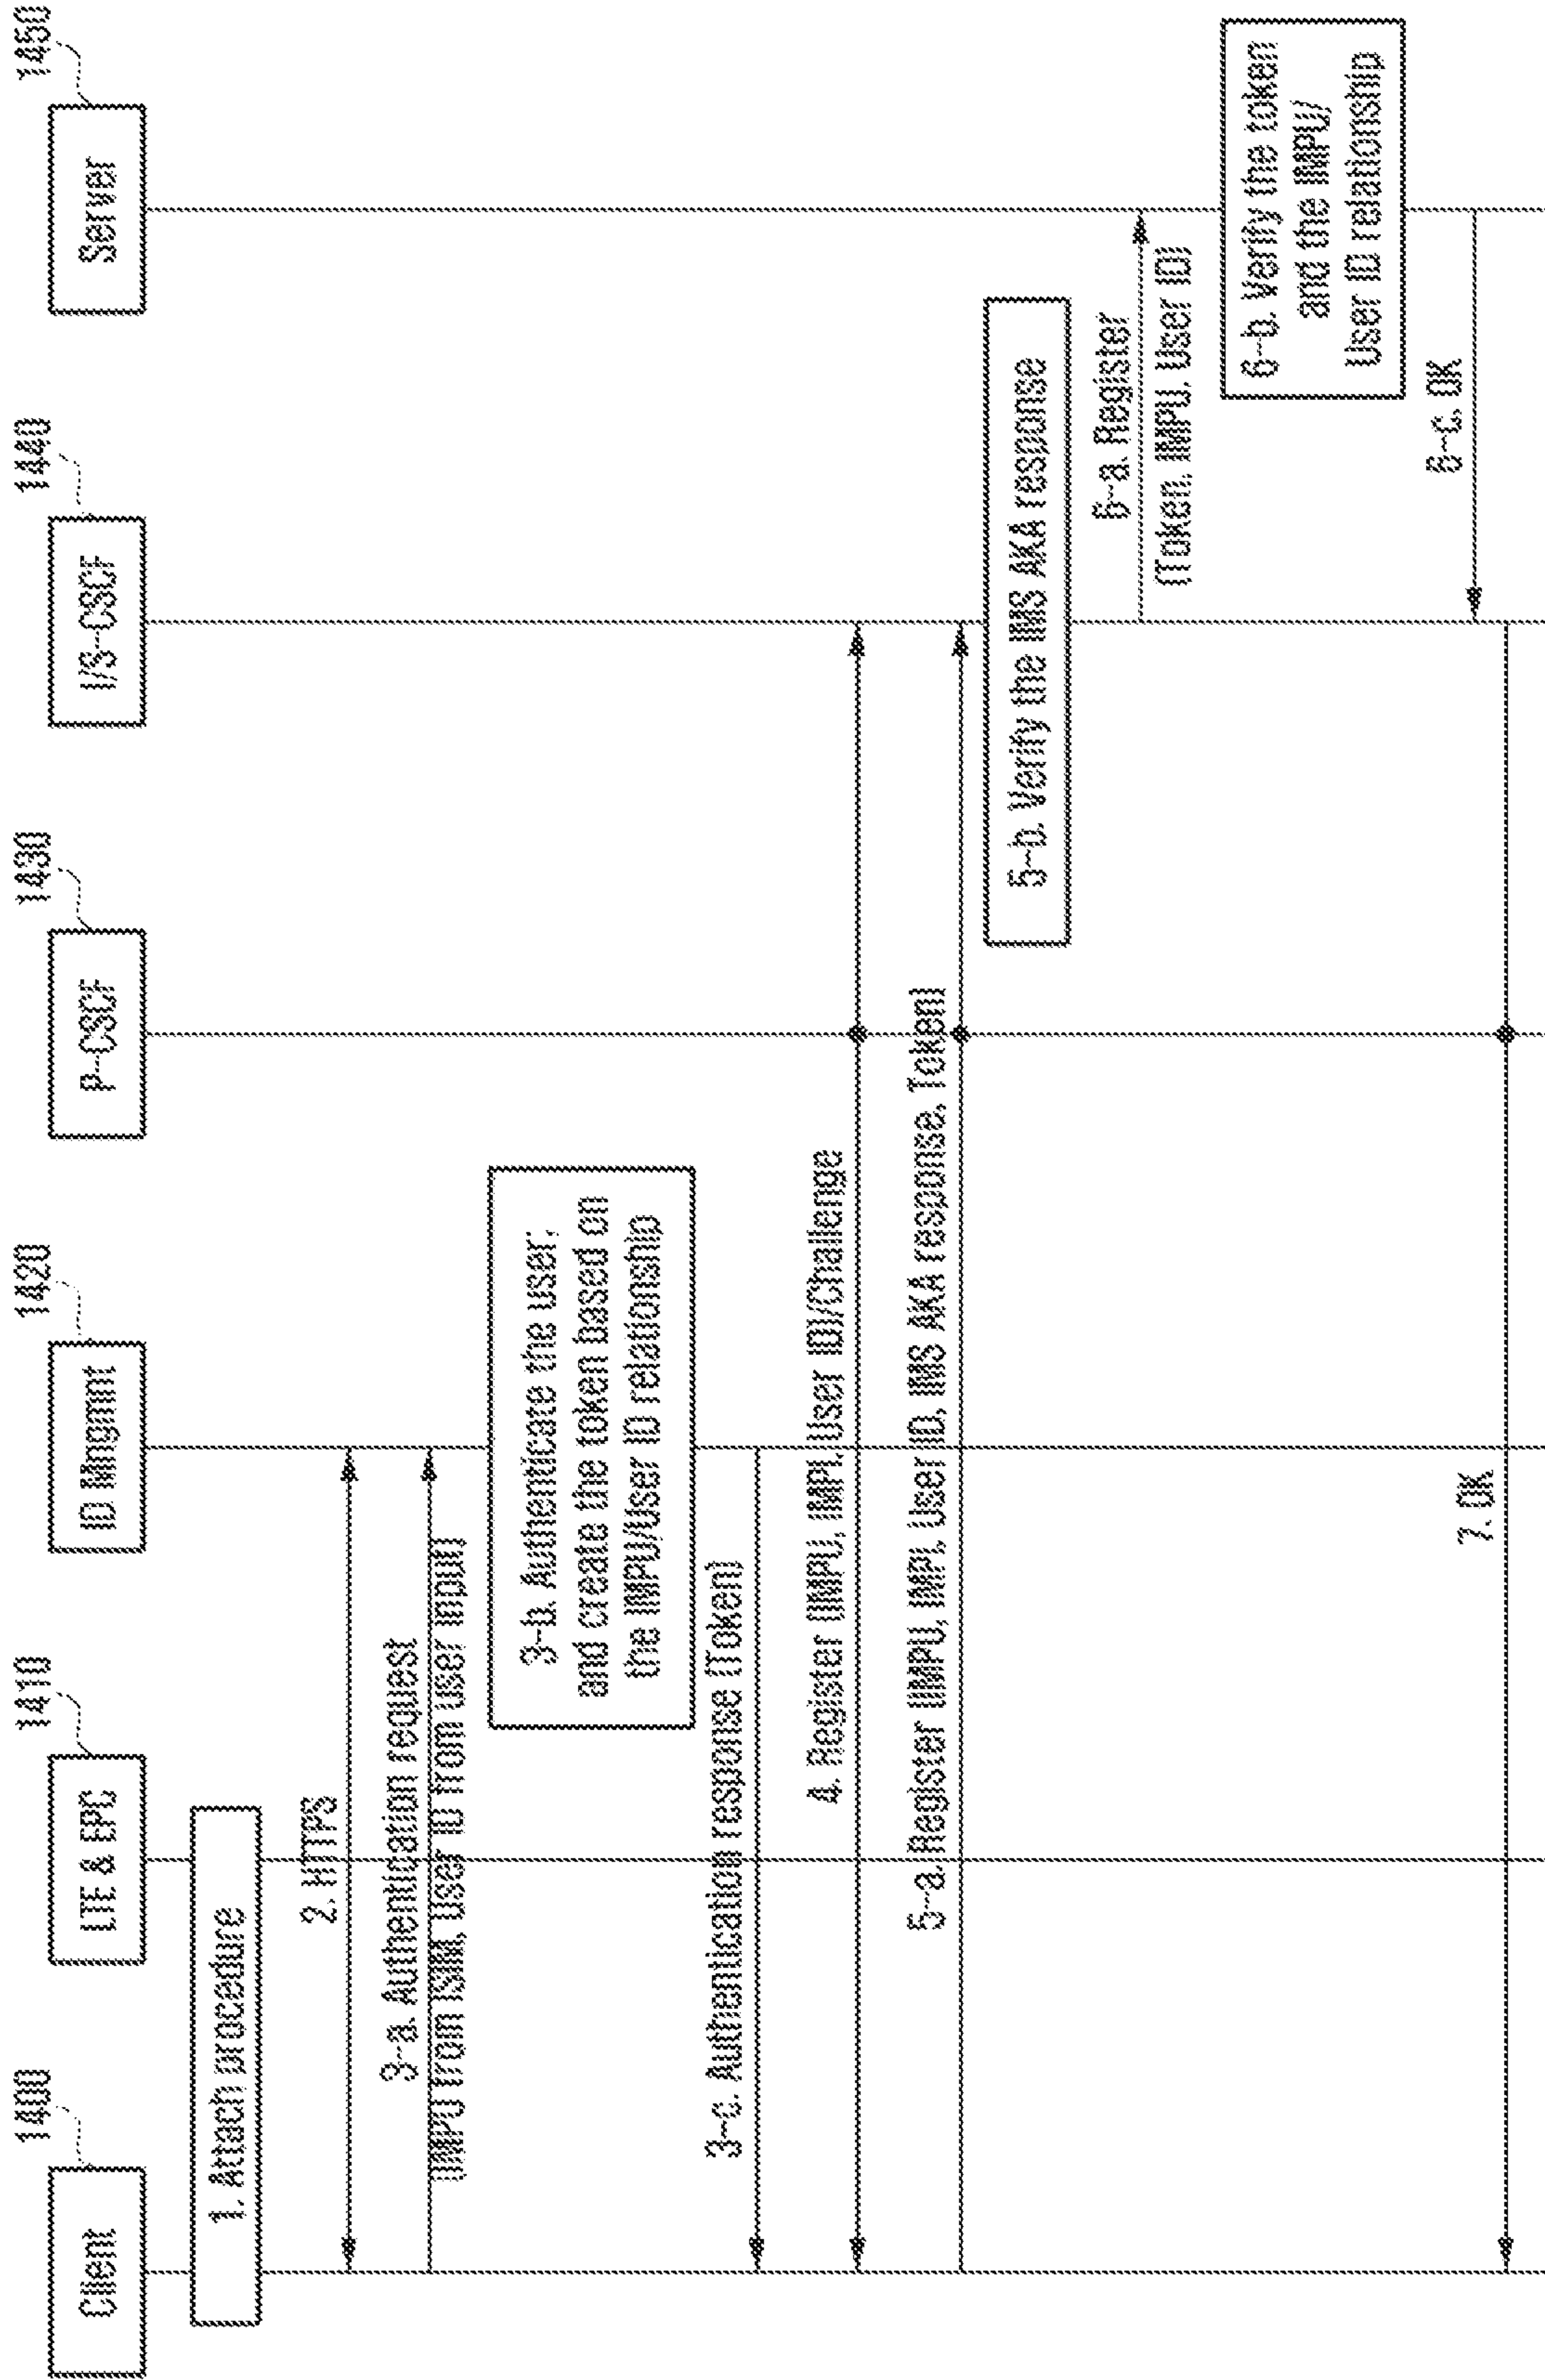 1400
1410
1420
1430
1440
1450
Client
LTE & EPC
ID Mngmnt
P-CSCF
I/S-CSCF
Server
1. Attach procedure
2. HTTPS
3-a. Authentication request
(IMPU from ISIM, User ID from user input)
3-b. Authenticate the user,
and create the token based on
the IMPU/User ID relationship
3-c. Authentication response (Token)
4. Register (IMPU, IMPI, User ID)/Challenge
5-a. Register (IMPU, IMPI, User ID, IMS AKA response, Token)
5-b. Verify the IMS AKA response
6-a. Register
(Token, IMPU, User ID)
6-b. Verify the token
and the IMPU/
User ID relationship
6-c. OK
7. OK